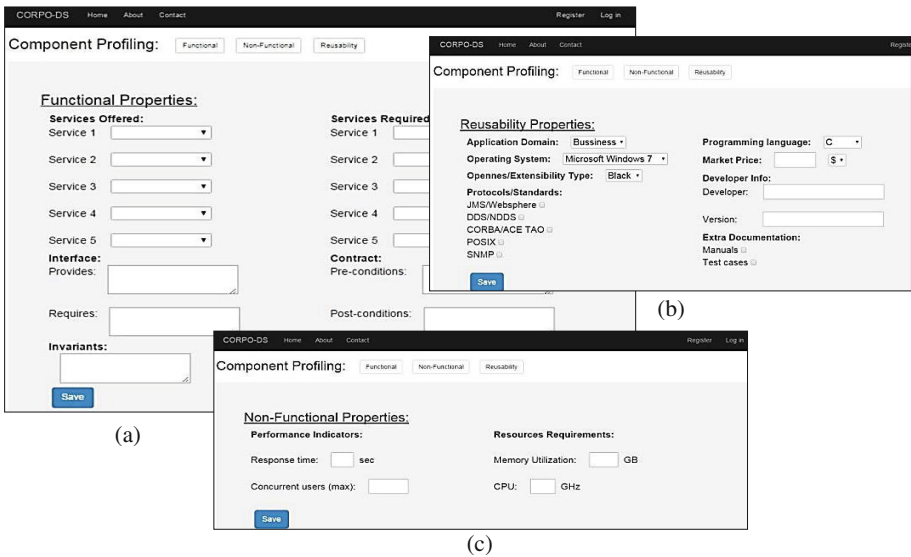 CORPO-DS Home About Contact Register Log in
Component Profiling: Functional Non-Functional Reusability
Functional Properties:
Services Offered: Services Required
Service 1 Service 1
Service 2 Service 2
Service 3 Service 3
Service 4 Service 4
Service 5 Service 5
Interface: Contract:
Provides: Pre-conditions:
Requires: Post-conditions:
Invariants:
Save
(a)
CORPO-DS Home About Contact Registe
Component Profiling: Functional Non-Functional Reusability
Reusability Properties:
Application Domain: Bussiness Programming language: C
Operating System: Microsoft Windows 7 Market Price: $
Opennes/Extensibility Type: Black Developer Info:
Protocols/Standards: Developer:
JMS/Websphere
DDS/NDDS Version:
CORBA/ACE TAO
POSIX Extra Documentation:
SNMP Manuals
Test cases
Save
(b)
CORPO-DS Home About Contact Register Log in
Component Profiling: Functional Non-Functional Reusability
Non-Functional Properties:
Performance Indicators: Resources Requirements:
Response time: sec Memory Utilization: GB
Concurrent users (max): CPU: GHz
Save
(c)